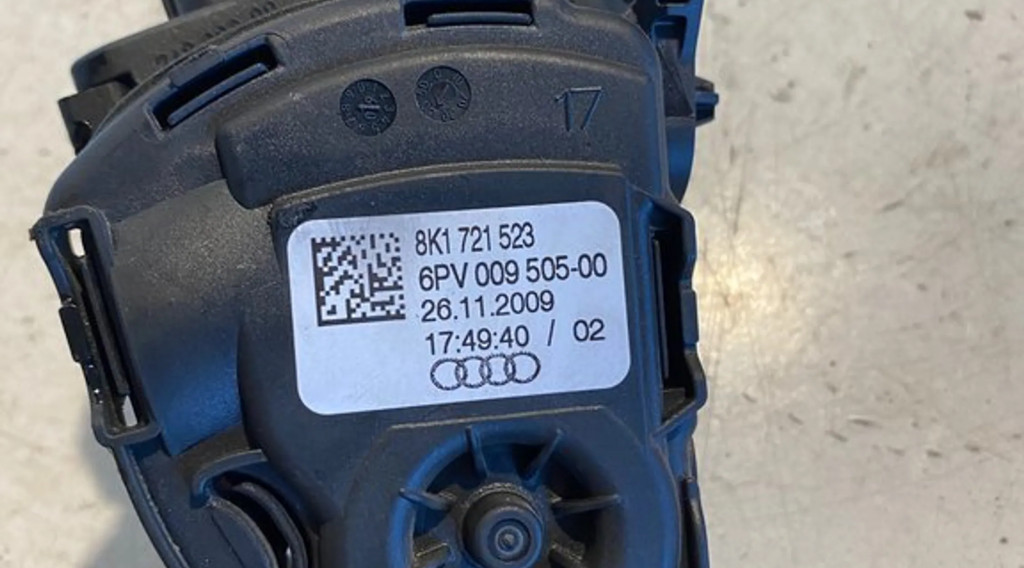 17
8K1 721 523
6PV 009 505-00
26.11.2009
17:49:40 / 02